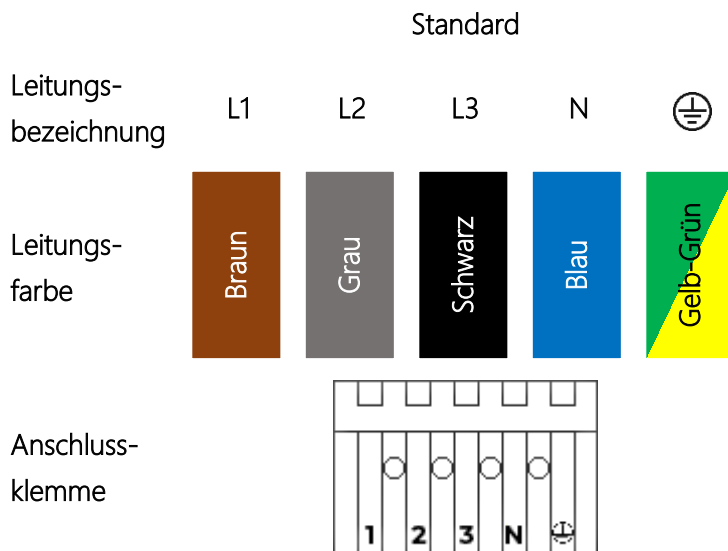 Standard
Leitungs-
bezeichnung
L1 L2 L3 N
Leitungs-
farbe
Braun Grau Schwarz Blau Gelb-Grün
Anschluss-
klemme
1 2 3 N